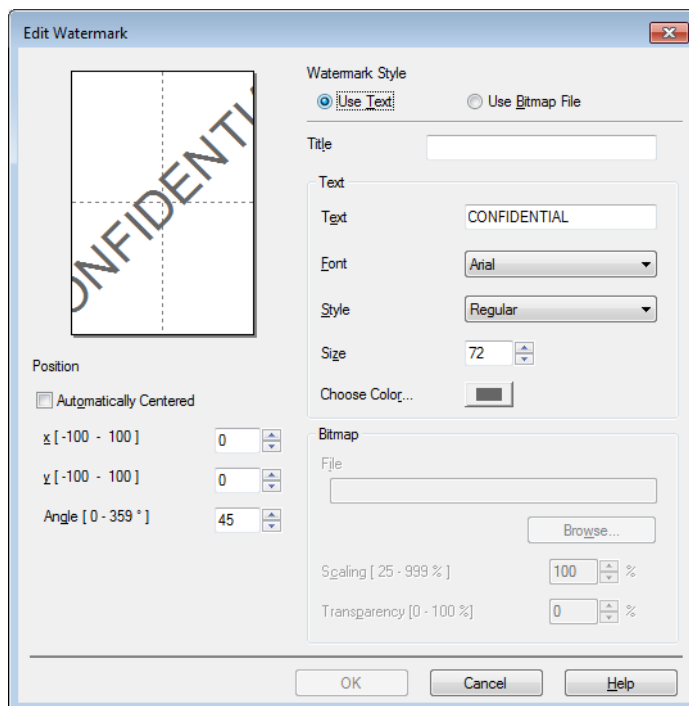 Edit Watermark
ONFIDENTI
Watermark Style
Use Text
Use Bitmap File
Title
Text
Text CONFIDENTIAL
Font Arial
Style Regular
Size 72
Choose Color...
Position
Automatically Centered
x [ -100 - 100 ] 0
y [ -100 - 100 ] 0
Angle [ 0 - 359 ° ] 45
Bitmap
File
Browse...
Scaling [ 25 - 999 % ] 100 %
Transparency [0 - 100 %] 0 %
OK Cancel Help